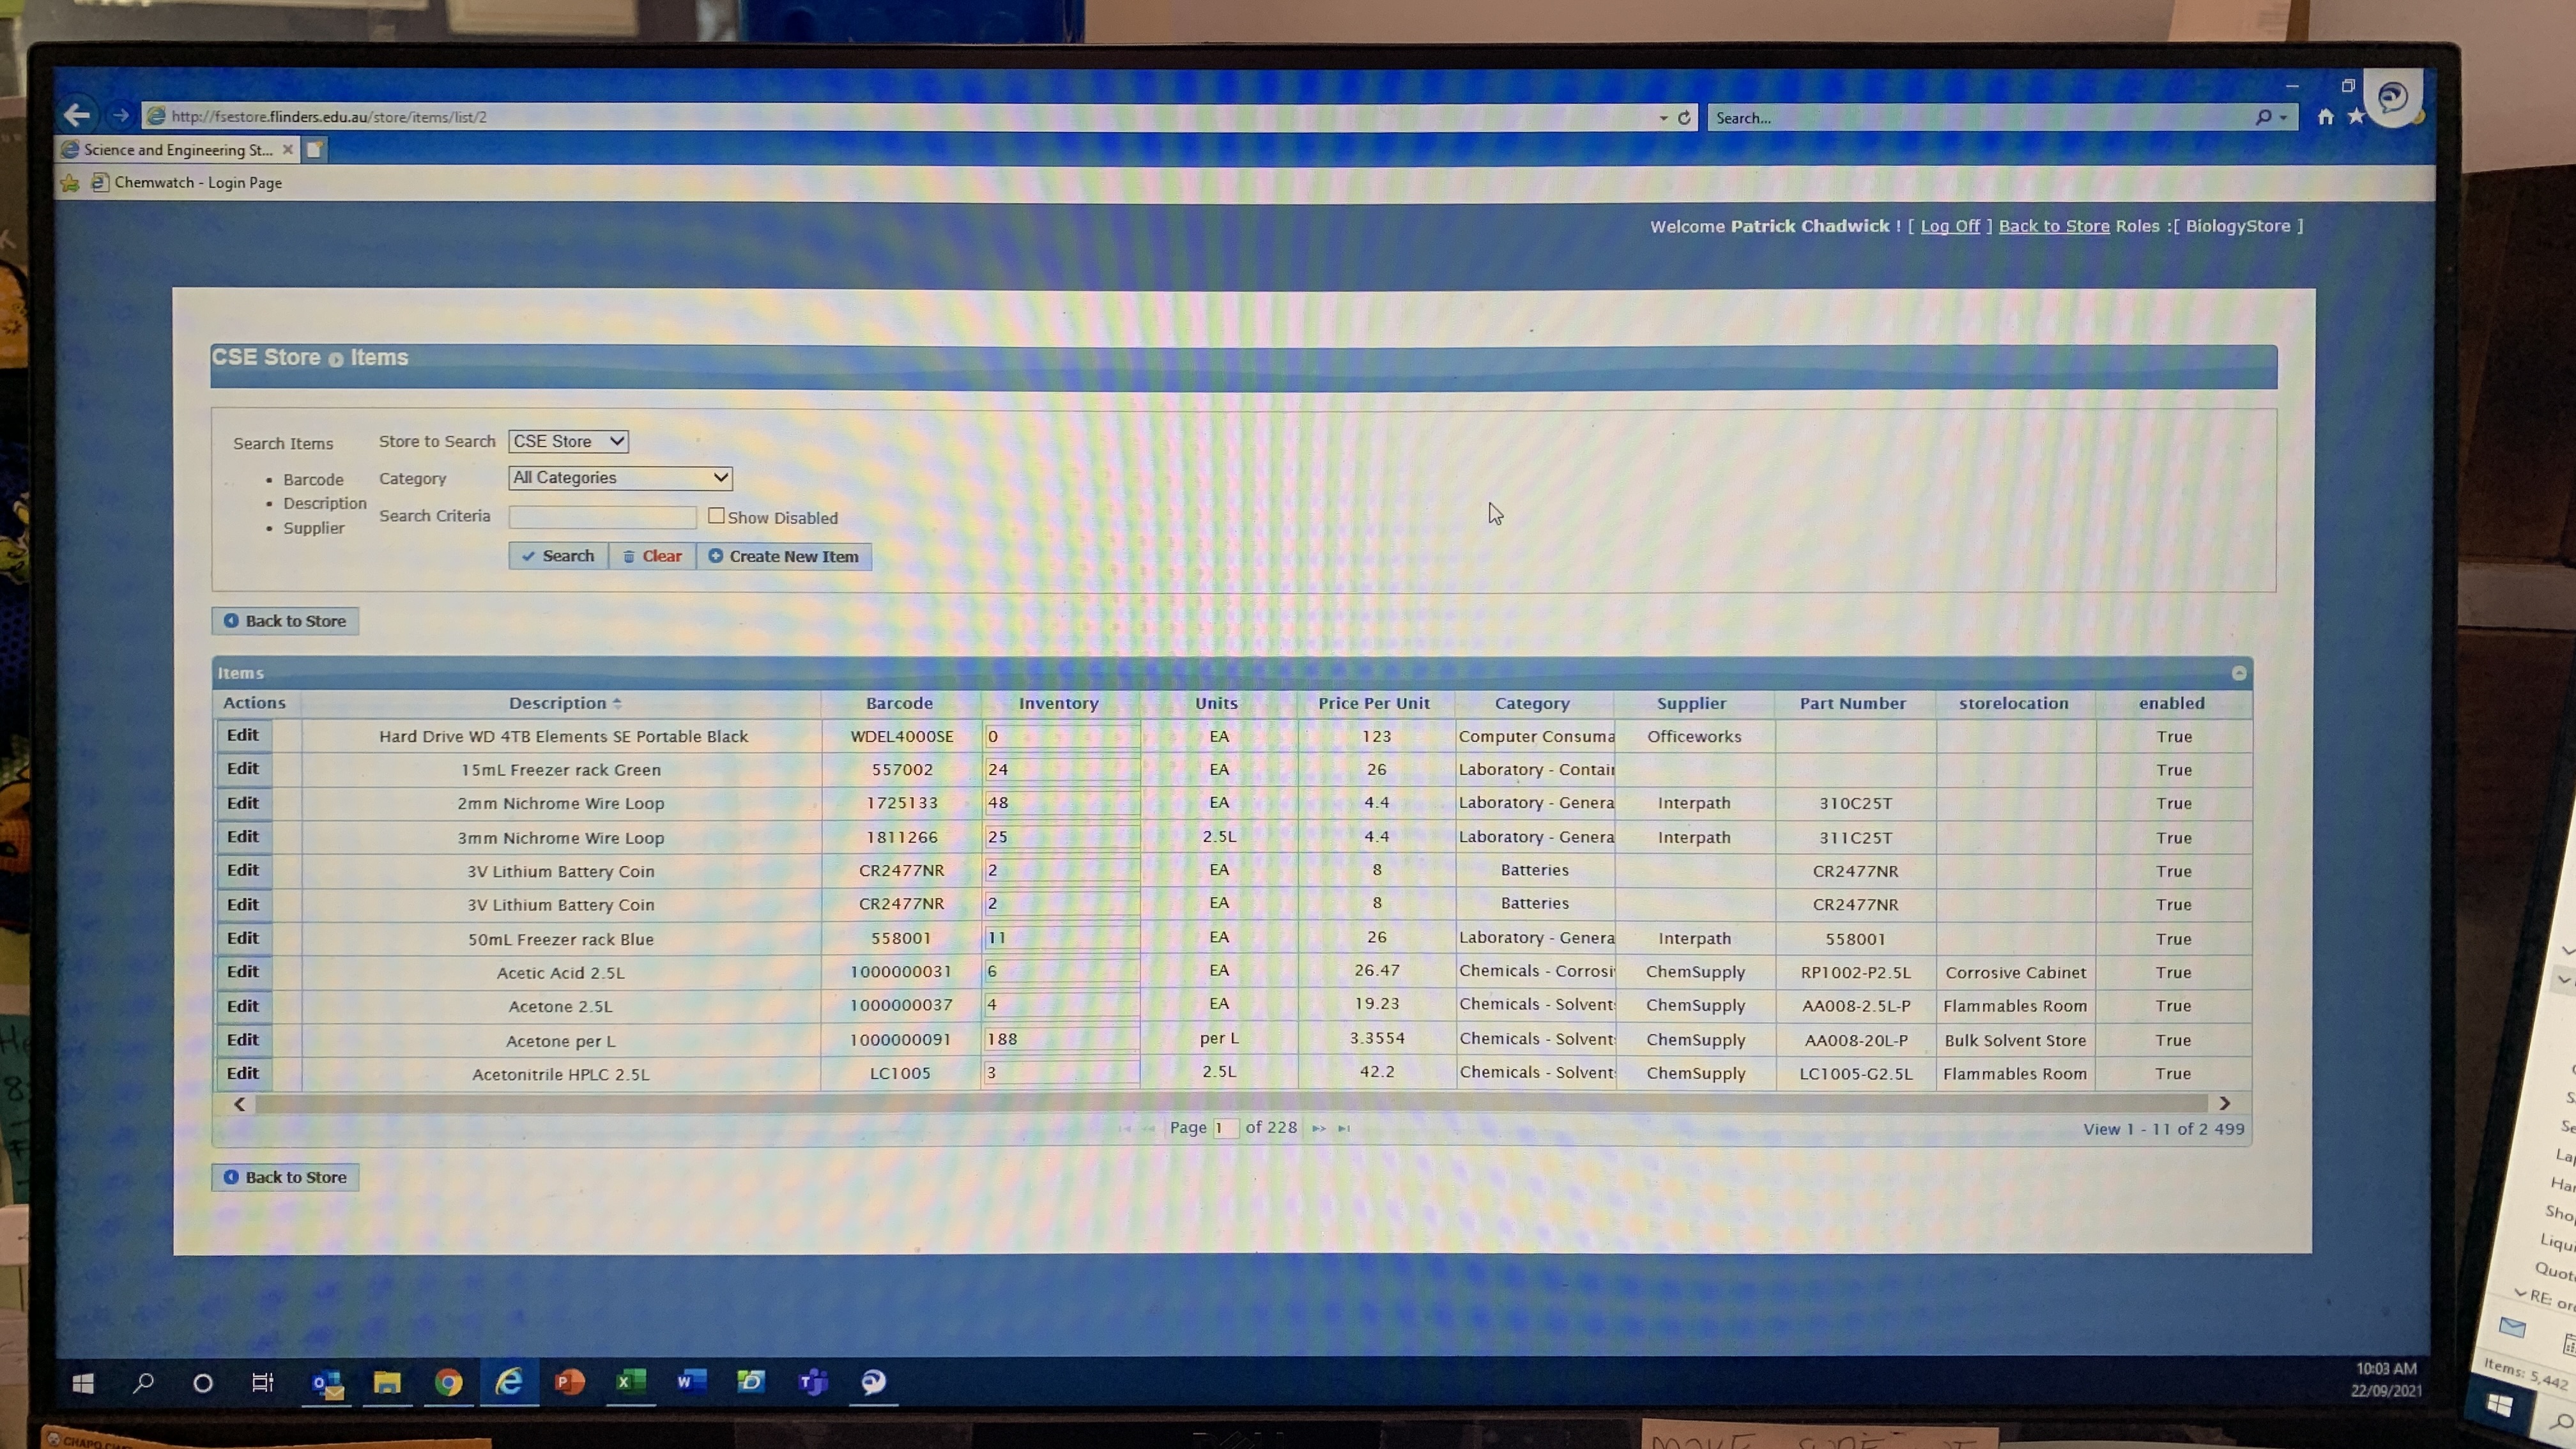 http://fsestore.flinders.edu.au/store/items/list/2
Search...
Science and Engineering St...
Chemwatch - Login Page
Welcome Patrick Chadwick ! [ Log Off ] Back to Store Roles :[ BiologyStore ]
CSE Store Items
Search Items
• Barcode
• Description
• Supplier
Store to Search CSE Store
Category All Categories
Search Criteria Show Disabled
Search Clear Create New Item
Back to Store
Items
Actions Description Barcode Inventory Units Price Per Unit Category Supplier Part Number storelocation enabled
Edit Hard Drive WD 4TB Elements SE Portable Black WDEL4000SE 0 EA 123 Computer Consuma Officeworks True
Edit 15mL Freezer rack Green 557002 24 EA 26 Laboratory - Contain True
Edit 2mm Nichrome Wire Loop 1725133 48 EA 4.4 Laboratory - Genera Interpath 310C25T True
Edit 3mm Nichrome Wire Loop 1811266 25 2.5L 4.4 Laboratory - Genera Interpath 311C25T True
Edit 3V Lithium Battery Coin CR2477NR 2 EA 8 Batteries CR2477NR True
Edit 3V Lithium Battery Coin CR2477NR 2 EA 8 Batteries CR2477NR True
Edit 50mL Freezer rack Blue 558001 11 EA 26 Laboratory - Genera Interpath 558001 True
Edit Acetic Acid 2.5L 1000000031 6 EA 26.47 Chemicals - Corrosi ChemSupply RP1002-P2.5L Corrosive Cabinet True
Edit Acetone 2.5L 1000000037 4 EA 19.23 Chemicals - Solvent ChemSupply AA008-2.5L-P Flammables Room True
Edit Acetone per L 1000000091 188 per L 3.3554 Chemicals - Solvent ChemSupply AA008-20L-P Bulk Solvent Store True
Edit Acetonitrile HPLC 2.5L LC1005 3 2.5L 42.2 Chemicals - Solvent ChemSupply LC1005-G2.5L Flammables Room True
Page 1 of 228
View 1 - 11 of 2 499
Back to Store
10:03 AM
22/09/2021
RE: or
Items: 5,442